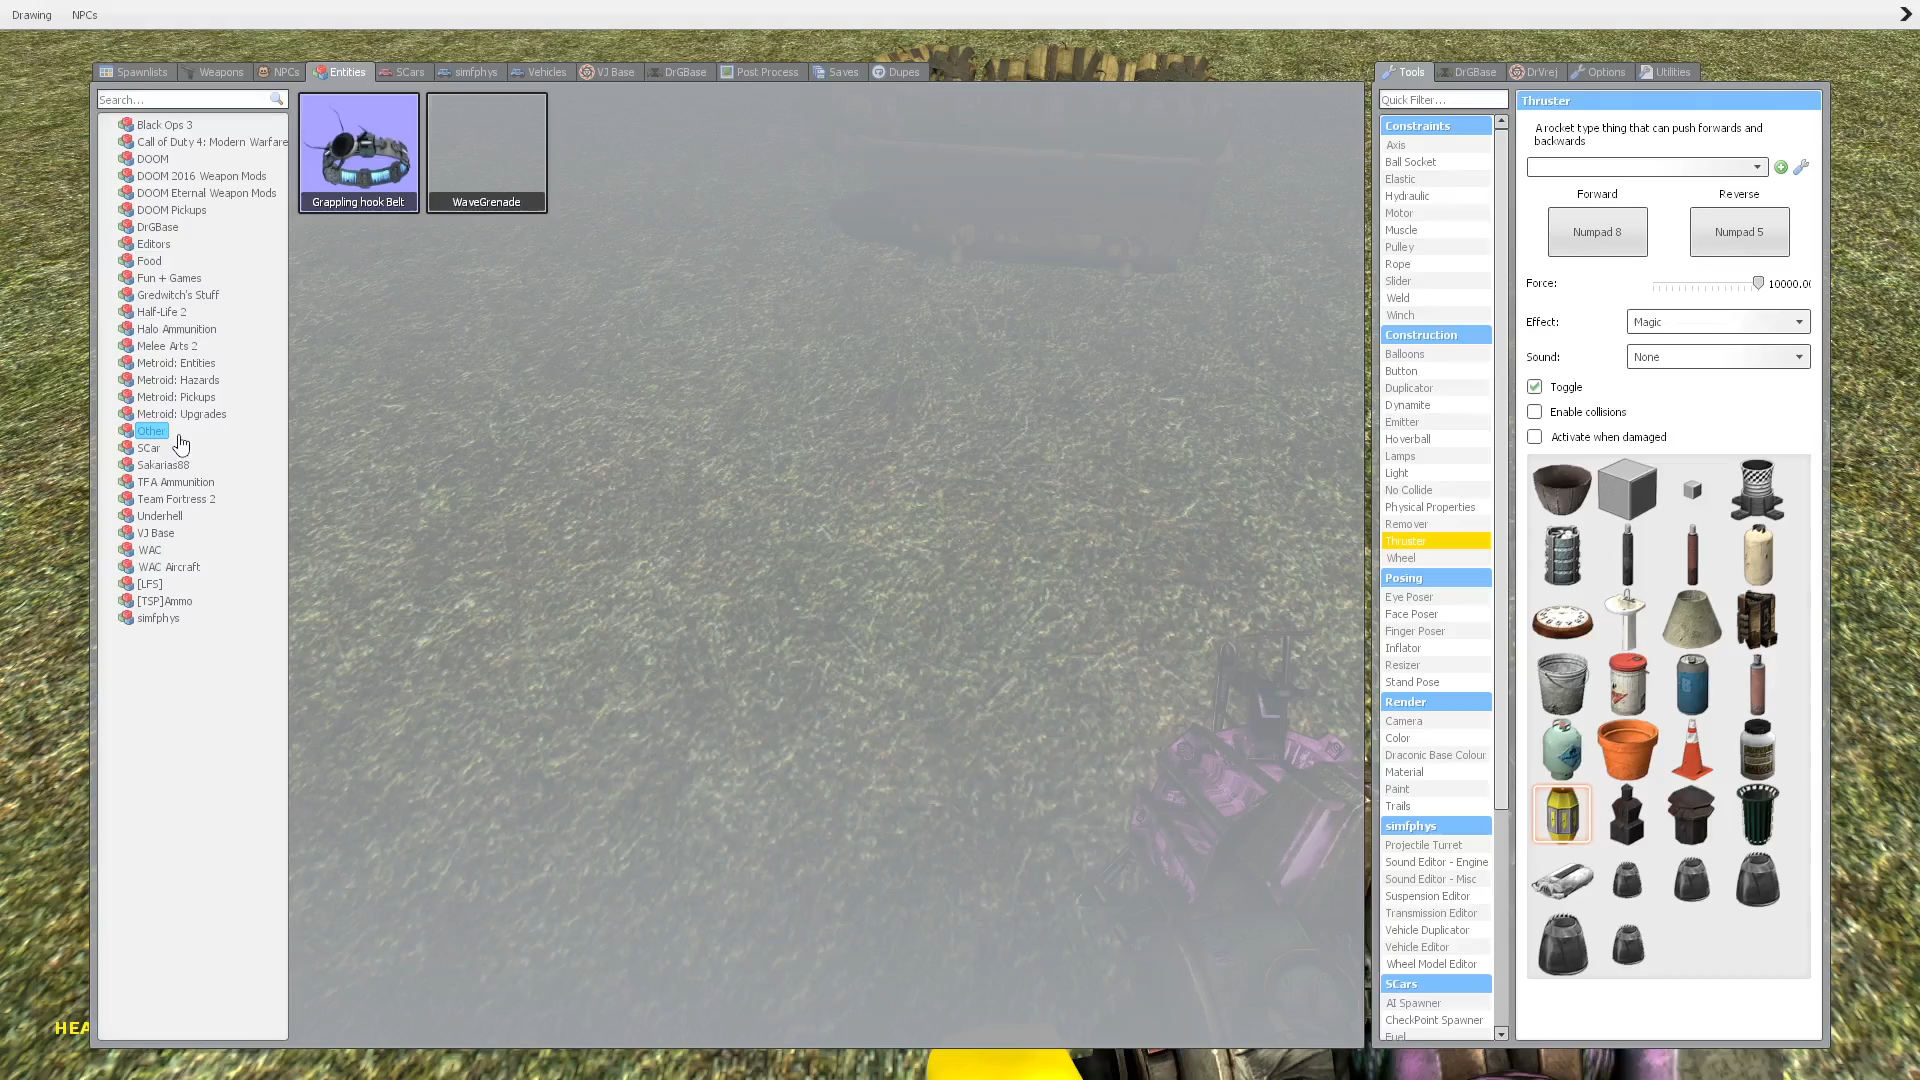 Drawing NPCs
Spawnlists Weapons NPCs Entities SCars simfphys Vehicles VJ Base DrGBase Post Process Saves Dupes
Tools DrGBase DrVrej Options Utilities
Search...
Black Ops 3
Call of Duty 4: Modern Warfare
DOOM
DOOM 2016 Weapon Mods
DOOM Eternal Weapon Mods
DOOM Pickups
DrGBase
Editors
Food
Fun + Games
Gredwitch's Stuff
Half-Life 2
Halo Ammunition
Melee Arts 2
Metroid: Entities
Metroid: Hazards
Metroid: Pickups
Metroid: Upgrades
Other
SCar
Sakarias88
TFA Ammunition
Team Fortress 2
Underhell
VJ Base
WAC
WAC Aircraft
[LFS]
[TSP]Ammo
simfphys
Grappling hook Belt
WaveGrenade
Quick Filter...
Constraints
Axis
Ball Socket
Elastic
Hydraulic
Motor
Muscle
Pulley
Rope
Slider
Weld
Winch
Construction
Balloons
Button
Duplicator
Dynamite
Emitter
Hoverball
Lamps
Light
No Collide
Physical Properties
Remover
Thruster
Wheel
Posing
Eye Poser
Face Poser
Finger Poser
Inflator
Resizer
Stand Pose
Render
Camera
Color
Draconic Base Colour
Material
Paint
Trails
simfphys
Projectile Turret
Sound Editor - Engine
Sound Editor - Misc
Suspension Editor
Transmission Editor
Vehicle Duplicator
Vehicle Editor
Wheel Model Editor
SCars
AI Spawner
CheckPoint Spawner
Fuel
Thruster
A rocket type thing that can push forwards and
backwards
Forward Reverse
Numpad 8 Numpad 5
Force: 10000.0
Effect: Magic
Sound: None
Toggle
Enable collisions
Activate when damaged
HEA